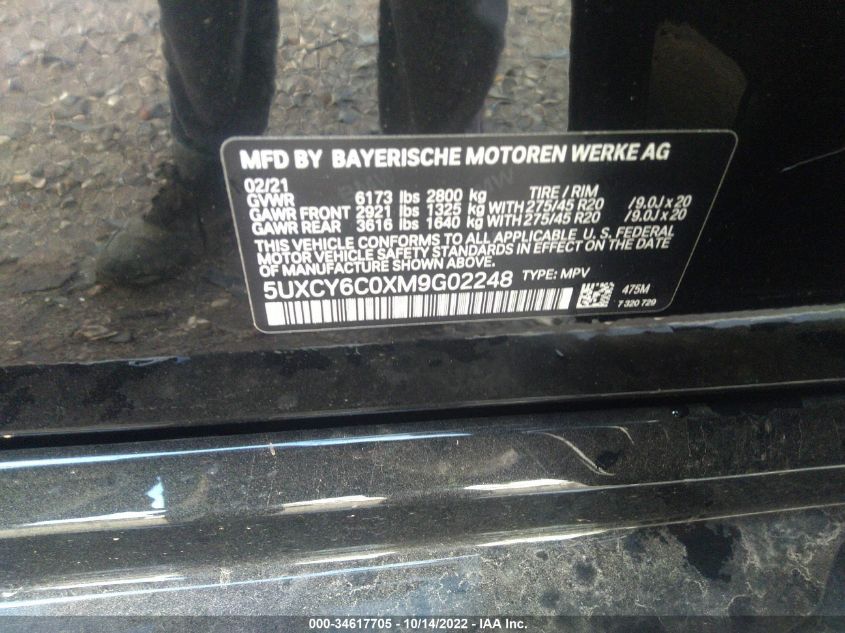 MFD BY BAYERISCHE MOTOREN WERKE AG
02/21 TIRE / RIM
GVWR 6173 lbs 2800 kg
GAWR FRONT 2921 lbs 1325 kg WITH 275/45 R20 /9.0J x 20
GAWR REAR 3616 lbs 1640 kg WITH 275/45 R20 /9.0J x 20
THIS VEHICLE CONFORMS TO ALL APPLICABLE U.S. FEDERAL
MOTOR VEHICLE SAFETY STANDARDS IN EFFECT ON THE DATE
OF MANUFACTURE SHOWN ABOVE.
5UXCY6C0XM9G02248 TYPE: MPV
475M
7 320 729
000-34617705 - 10/14/2022 - IAA Inc.